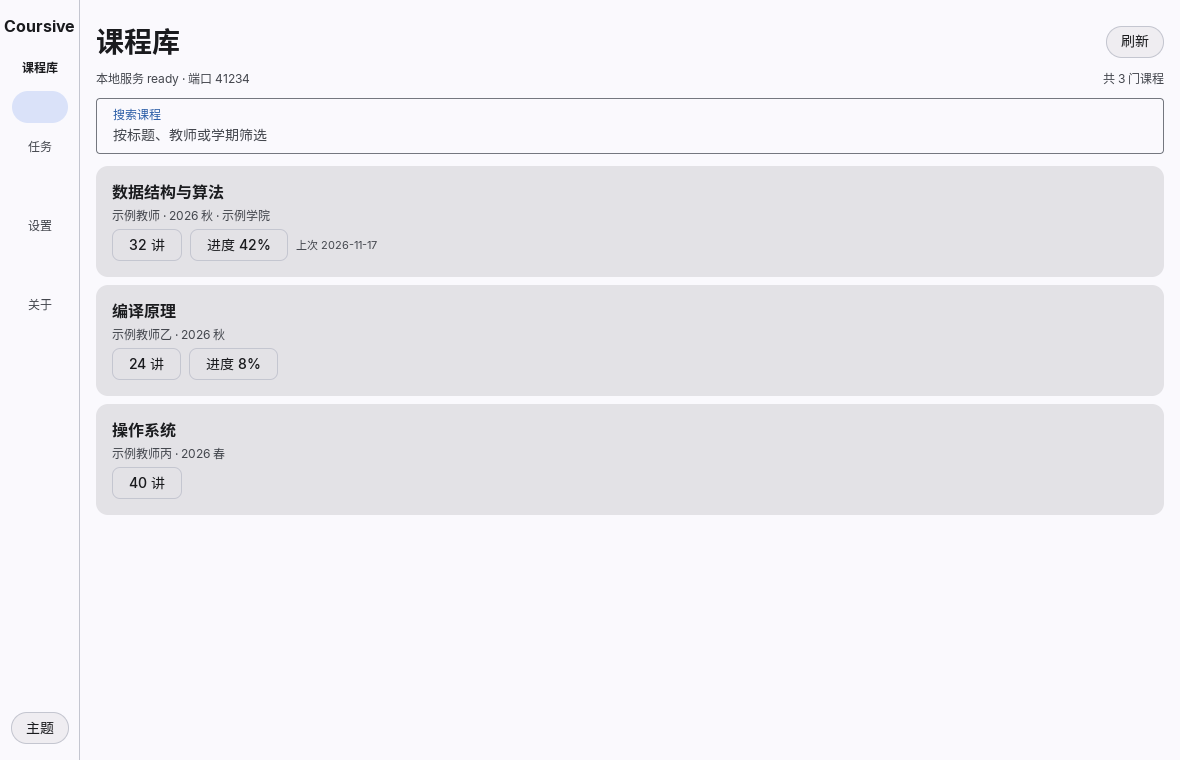 Coursive
课程库
任务
设置
关于
主题
课程库
刷新
本地服务 ready · 端口 41234
共 3 门课程
搜索课程
按标题、教师或学期筛选
数据结构与算法
示例教师 · 2026 秋 · 示例学院
32 讲
进度 42%
上次 2026-11-17
编译原理
示例教师乙 · 2026 秋
24 讲
进度 8%
操作系统
示例教师丙 · 2026 春
40 讲